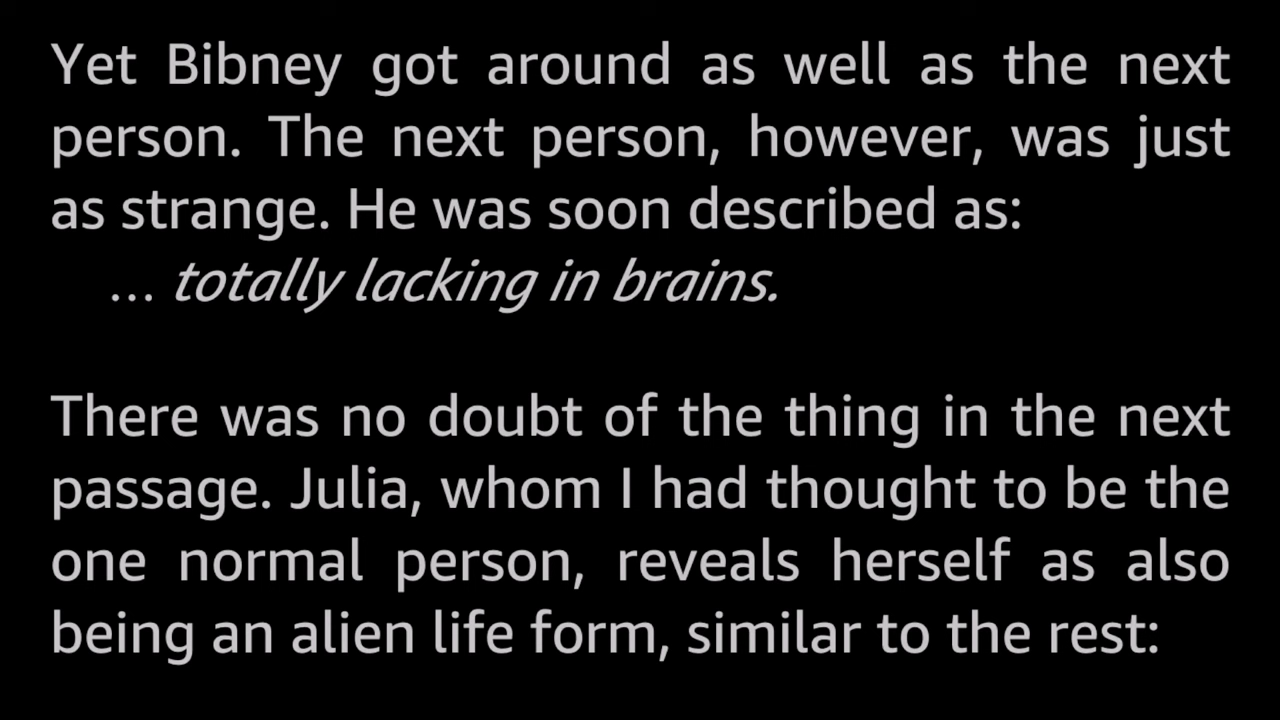 Yet Bibney got around as well as the next
person. The next person, however, was just
as strange. He was soon described as:
… totally lacking in brains.
There was no doubt of the thing in the next
passage. Julia, whom I had thought to be the
one normal person, reveals herself as also
being an alien life form, similar to the rest: